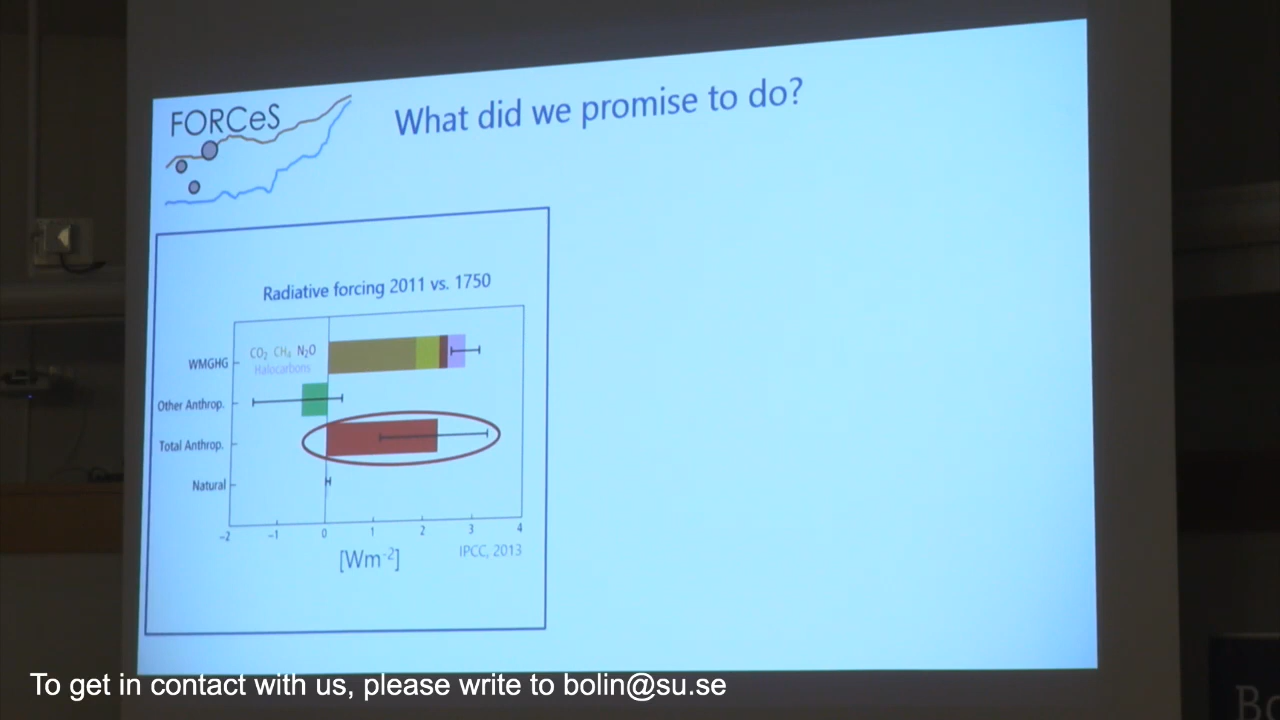 FORCeS
What did we promise to do?
Radiative forcing 2011 vs. 1750
WMGHG
CO₂ CH₄ N₂O
Halocarbons
Other Anthrop.
Total Anthrop.
Natural
-2 -1 0 1 2 3 4
[Wm⁻²]
IPCC, 2013
To get in contact with us, please write to bolin@su.se